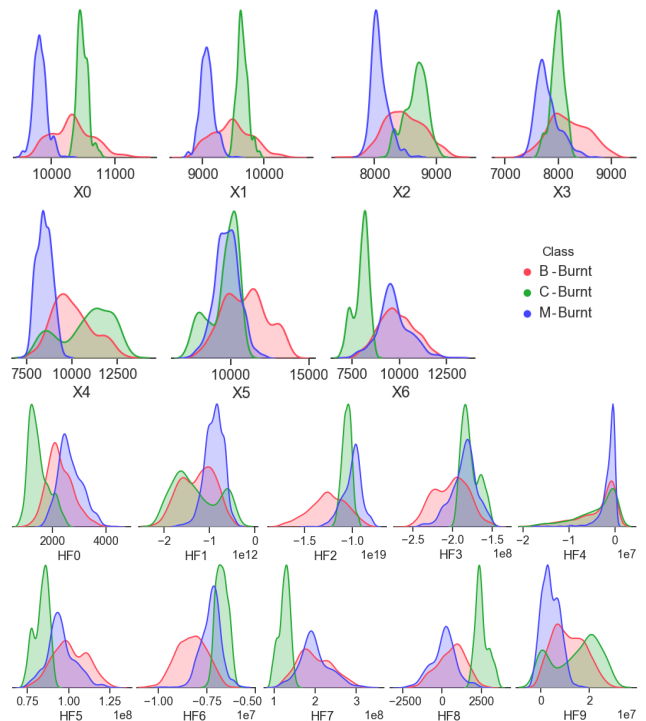 10000 11000
X0
9000 10000
X1
8000 9000
X2
7000 8000 9000
X3
7500 10000 12500
X4
10000 15000
X5
7500 10000 12500
X6
Class
B -Burnt
C -Burnt
M-Burnt
2000 4000
HF0
−2 −1 0
HF1 1e12
−1.5 −1.0
HF2 1e19
−2.5 −2.0 −1.5
HF3 1e8
−2 −1 0
HF4 1e7
0.75 1.00 1.25
HF5 1e8
−1.00 −0.75 −0.50
HF6 1e7
1 2 3
HF7 1e8
−2500 0 2500
HF8
0 2
HF9 1e7